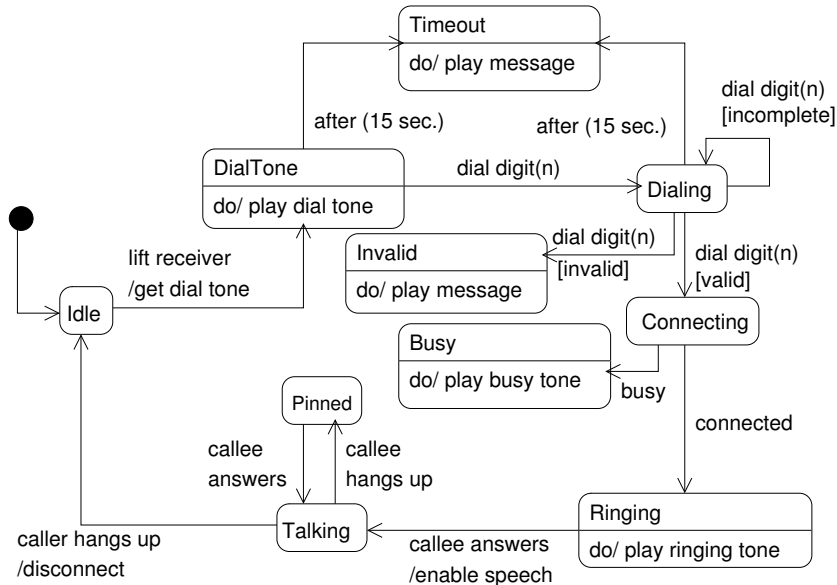 Timeout
do/ play message
after (15 sec.)
after (15 sec.)
dial digit(n)
[incomplete]
DialTone
do/ play dial tone
dial digit(n)
Dialing
lift receiver
/get dial tone
Invalid
do/ play message
dial digit(n)
[invalid]
dial digit(n)
[valid]
Idle
Connecting
Busy
do/ play busy tone
busy
connected
Pinned
callee
answers
callee
hangs up
Talking
Ringing
do/ play ringing tone
caller hangs up
/disconnect
callee answers
/enable speech